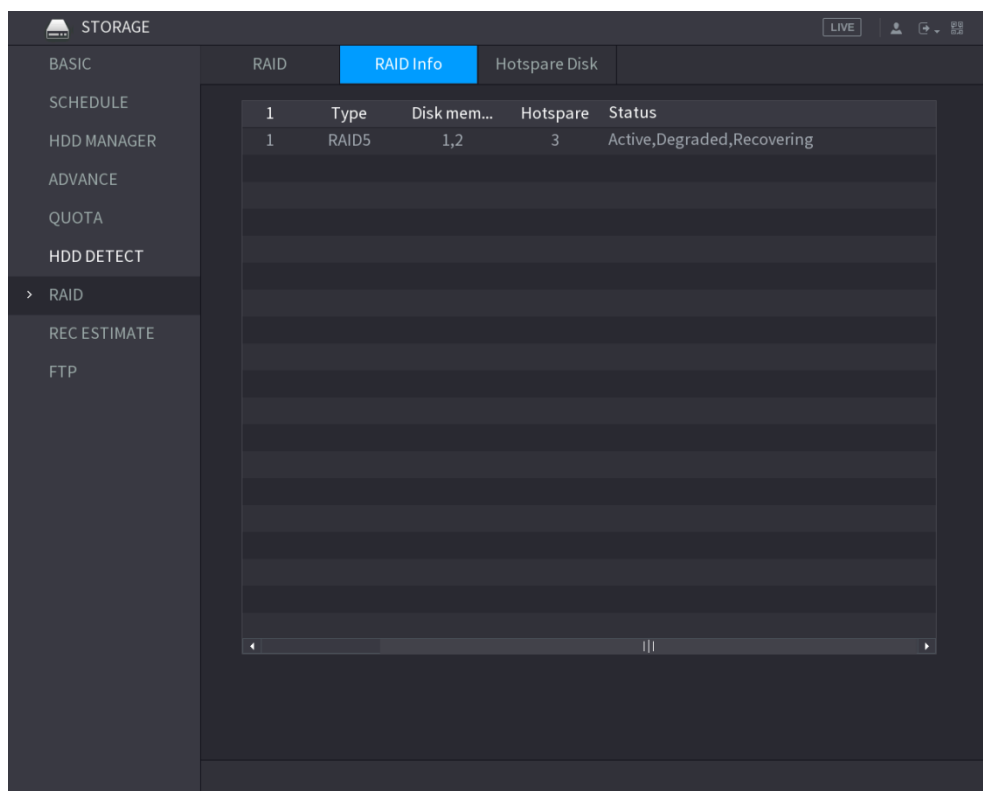 STORAGE LIVE
BASIC
SCHEDULE
HDD MANAGER
ADVANCE
QUOTA
HDD DETECT
RAID
REC ESTIMATE
FTP
RAID RAID Info Hotspare Disk
1 Type Disk mem... Hotspare Status
1 RAID5 1,2 3 Active,Degraded,Recovering